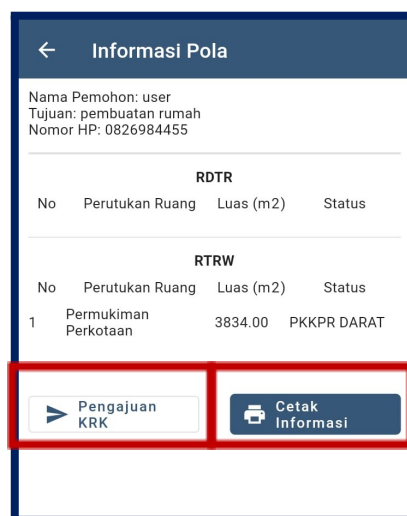 Informasi Pola
Nama Pemohon: user
Tujuan: pembuatan rumah
Nomor HP: 0826984455
RDTR
No Perutukan Ruang Luas (m2) Status
RTRW
No Perutukan Ruang Luas (m2) Status
1 Permukiman Perkotaan 3834.00 PKKPR DARAT
Pengajuan
KRK
Cetak
Informasi